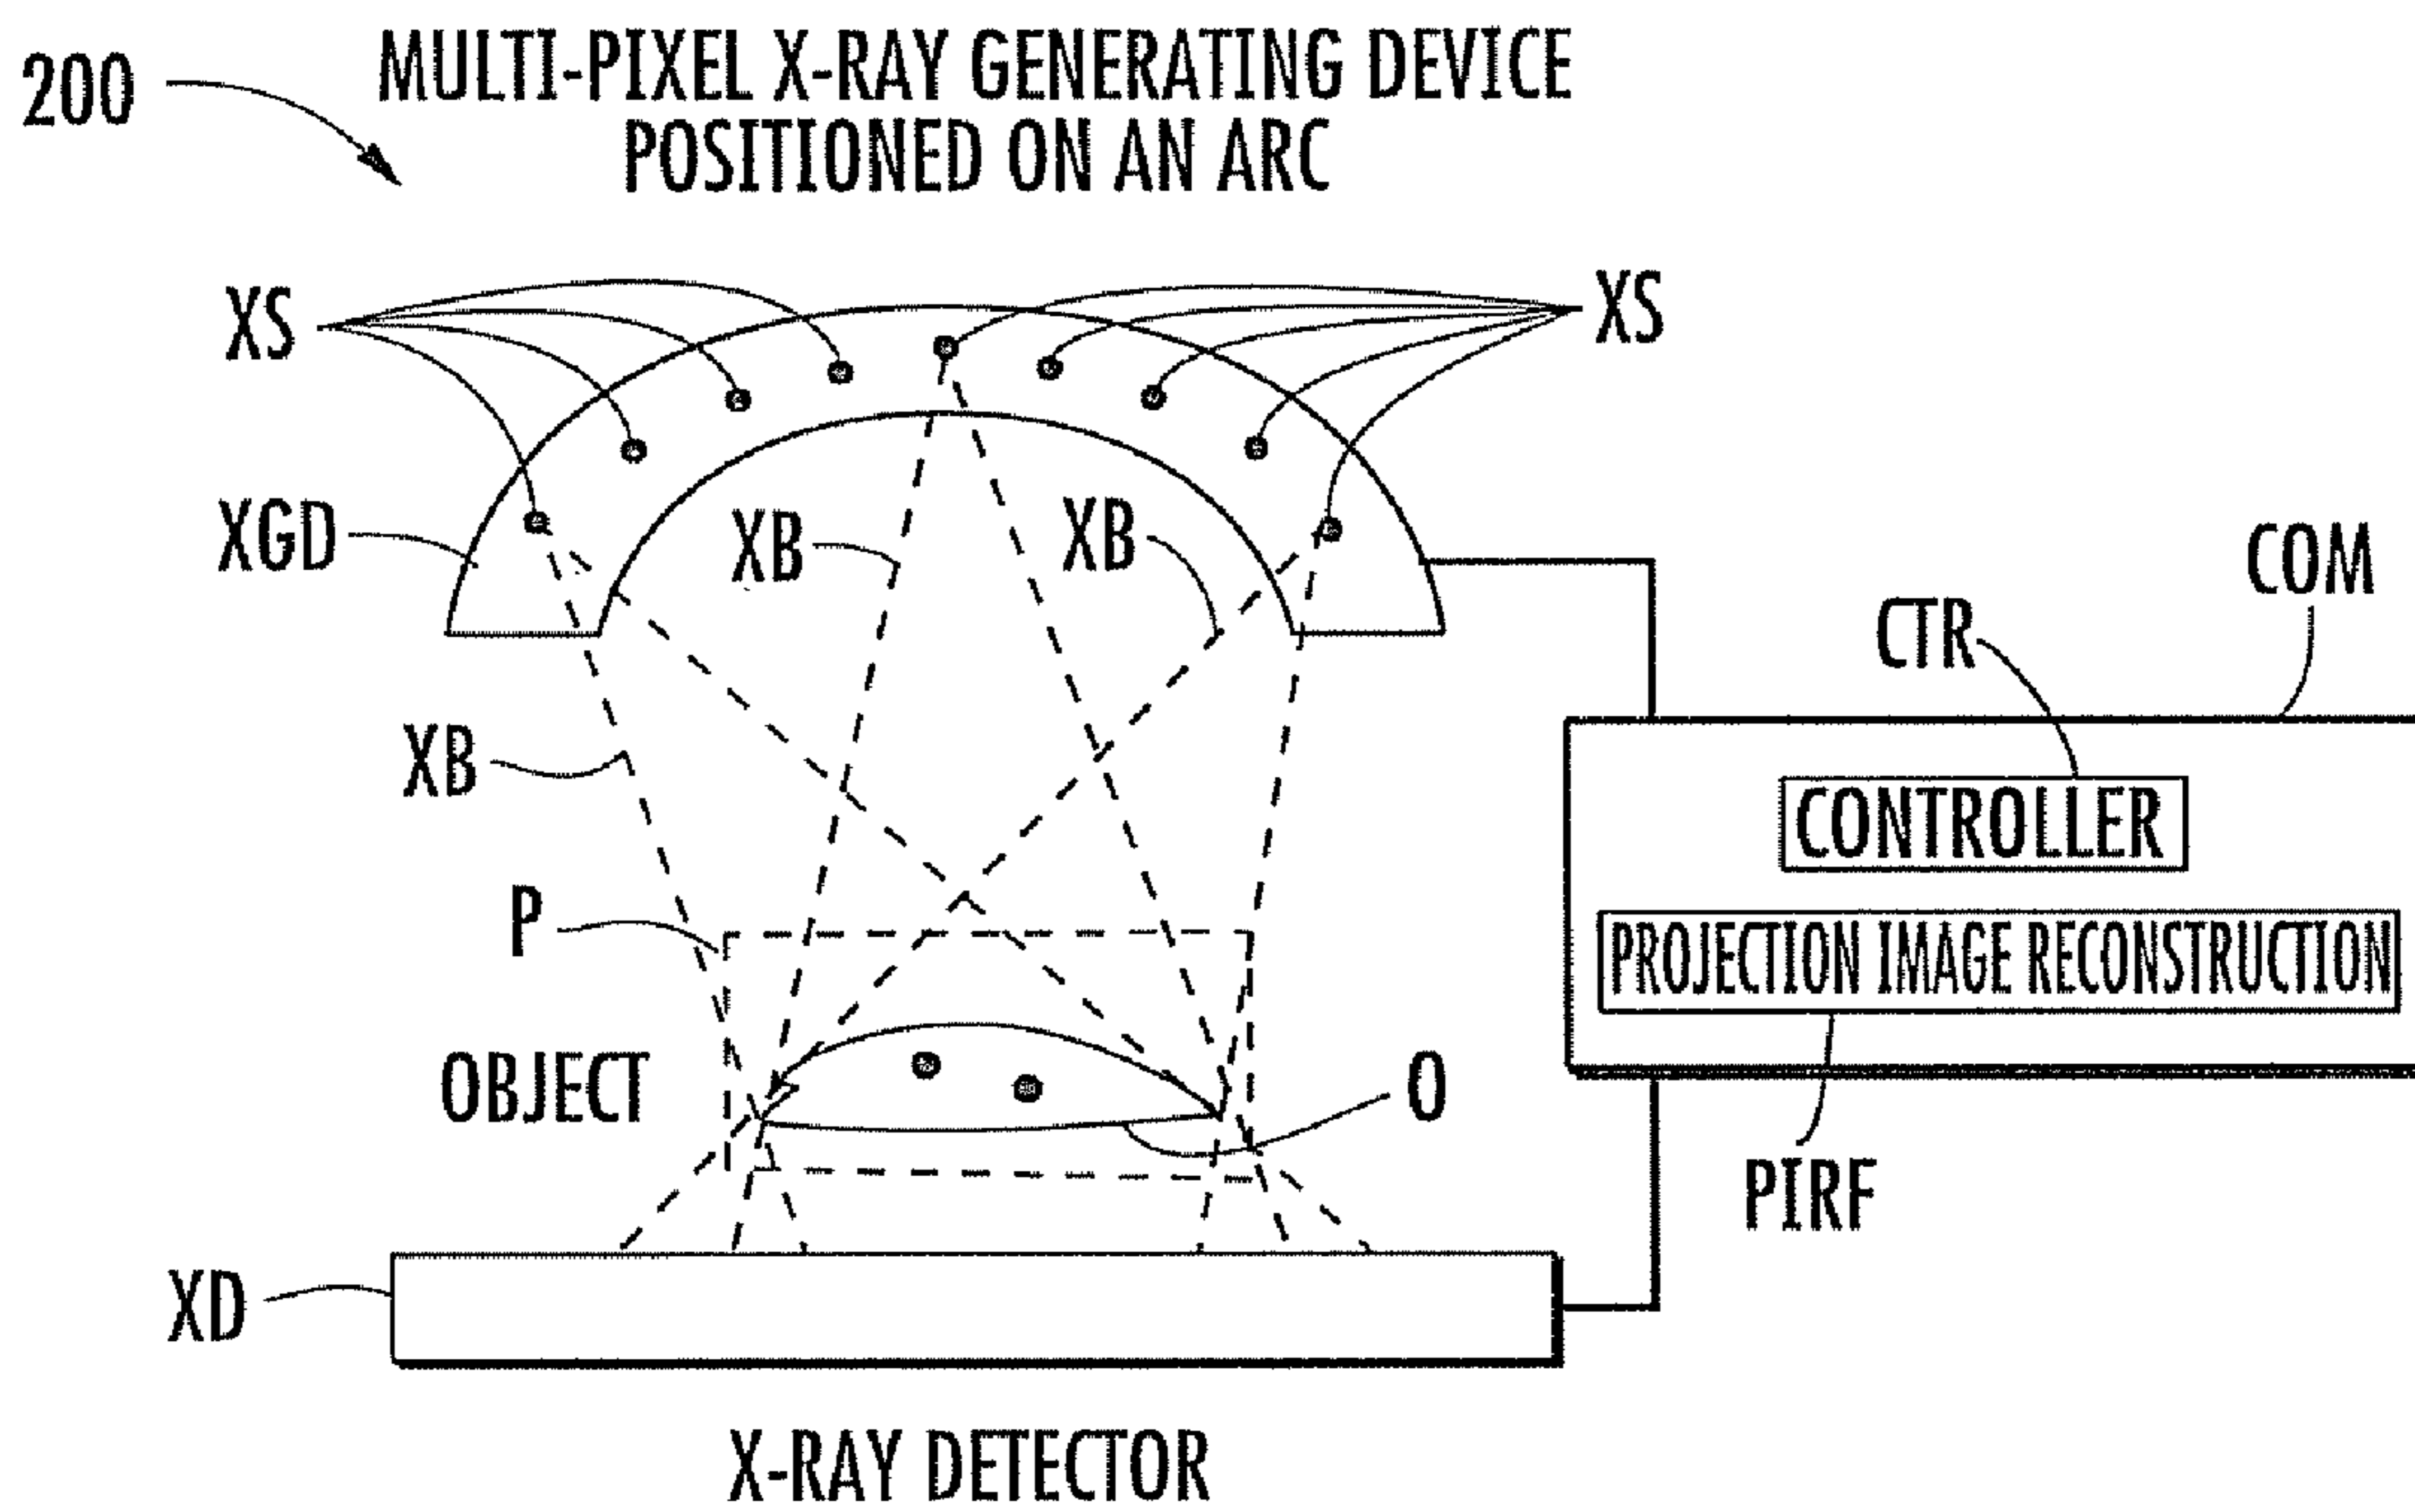 200
MULTI-PIXEL X-RAY GENERATING DEVICE
POSITIONED ON AN ARC
XS
XS
XGD
XB
XB
COM
CTR
XB
CONTROLLER
P
PROJECTION IMAGE RECONSTRUCTION
OBJECT
O
PIRF
XD
X-RAY DETECTOR